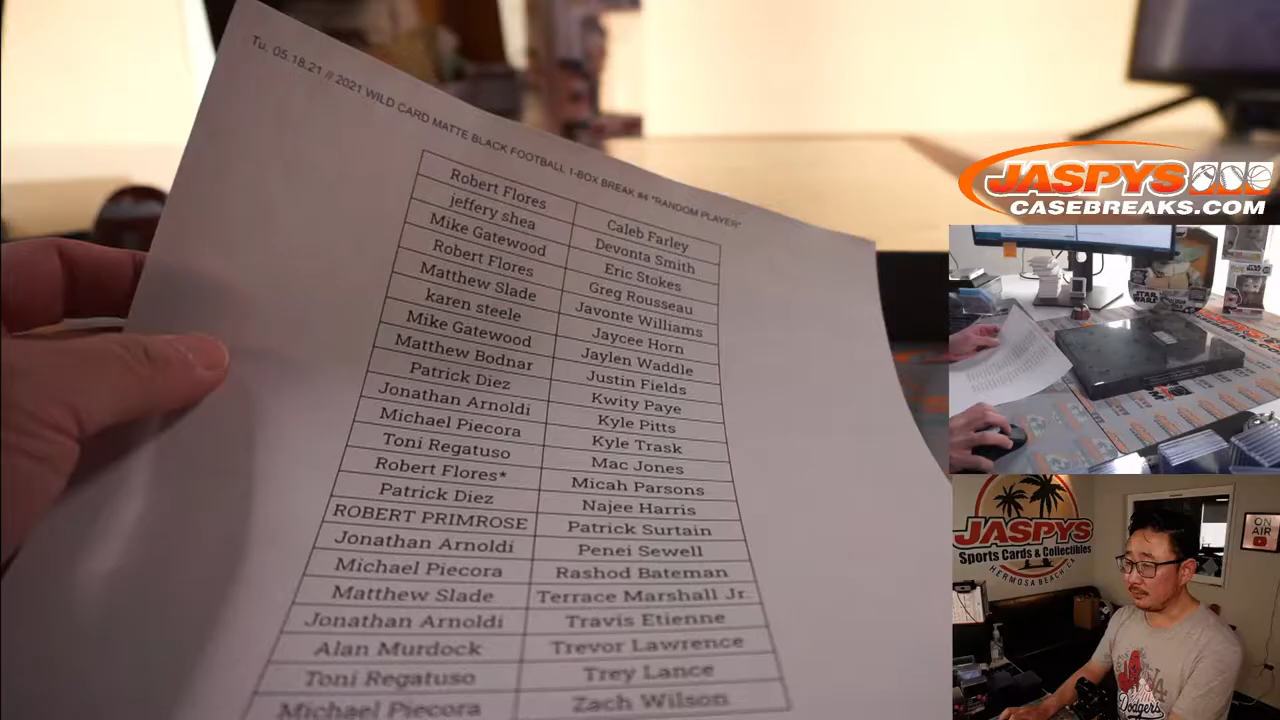 Tu. 05.18.21 // 2021 WILD CARD MATTE BLACK FOOTBALL 1-BOX BREAK #4 *RANDOM PLAYER*
Robert Flores Caleb Farley
jeffery shea Devonta Smith
Mike Gatewood Eric Stokes
Robert Flores Greg Rousseau
Matthew Slade Javonte Williams
karen steele Jaycee Horn
Mike Gatewood Jaylen Waddle
Matthew Bodnar Justin Fields
Patrick Diez Kwity Paye
Jonathan Arnoldi Kyle Pitts
Michael Piecora Kyle Trask
Toni Regatuso Mac Jones
Robert Flores* Micah Parsons
Patrick Diez Najee Harris
ROBERT PRIMROSE Patrick Surtain
Jonathan Arnoldi Penei Sewell
Michael Piecora Rashod Bateman
Matthew Slade Terrace Marshall Jr.
Jonathan Arnoldi Travis Etienne
Alan Murdock Trevor Lawrence
Toni Regatuso Trey Lance
Michael Piecora Zach Wilson
JASPYS
CASEBREAKS.COM
STAR
WARS
JASPYS
Sports Cards & Collectibles
HERMOSA BEACH CA
ON
AIR
Dodgers